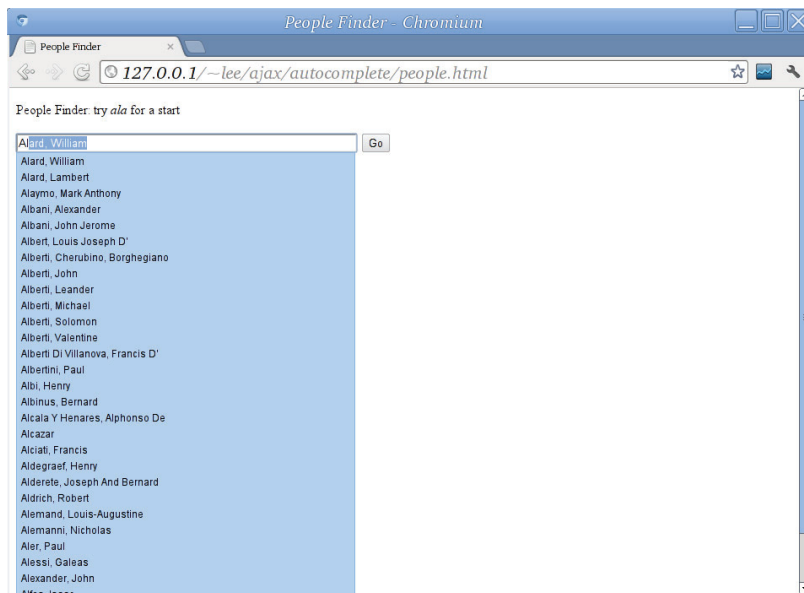 People Finder - Chromium
People Finder
127.0.0.1/~lee/ajax/autocomplete/people.html
People Finder: try ala for a start
Alard, William Go
Alard, William
Alard, Lambert
Alaymo, Mark Anthony
Albani, Alexander
Albani, John Jerome
Albert, Louis Joseph D'
Alberti, Cherubino, Borghegiano
Alberti, John
Alberti, Leander
Alberti, Michael
Alberti, Solomon
Alberti, Valentine
Alberti Di Villanova, Francis D'
Albertini, Paul
Albi, Henry
Albinus, Bernard
Alcala Y Henares, Alphonso De
Alcazar
Alciati, Francis
Aldegraef, Henry
Alderete, Joseph And Bernard
Aldrich, Robert
Alemand, Louis-Augustine
Alemanni, Nicholas
Aler, Paul
Alessi, Galeas
Alexander, John